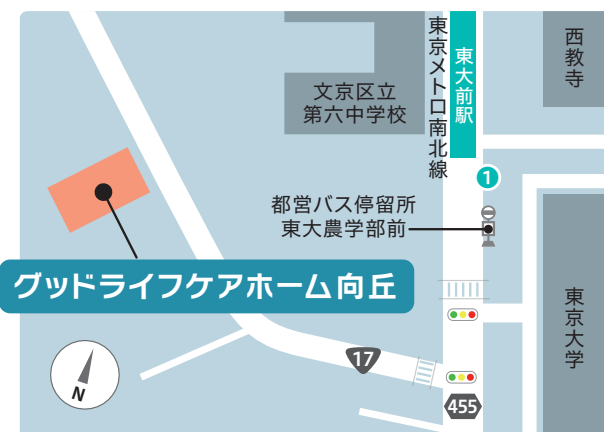 東京メトロ南北線
東大前駅
西教寺
文京区立
第六中学校
1
都営バス停留所
東大農学部前
グッドライフケアホーム向丘
東京大学
17
455
N